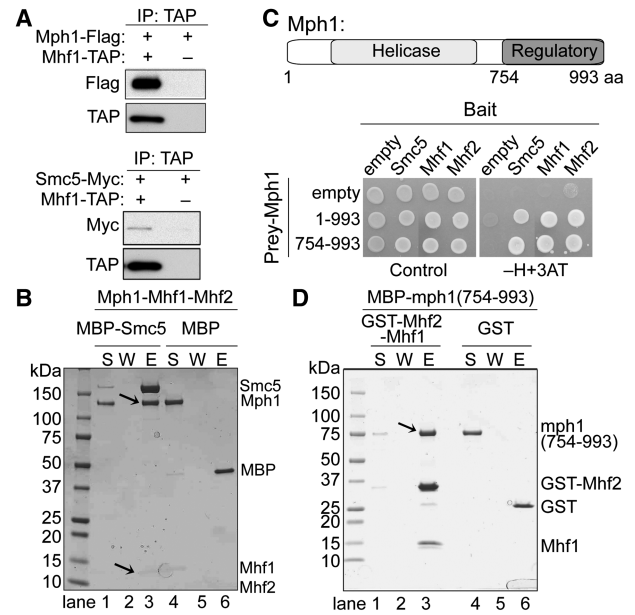 A
IP: TAP
Mph1-Flag: + +
Mhf1-TAP: + –
Flag
TAP
IP: TAP
Smc5-Myc: + +
Mhf1-TAP: + –
Myc
TAP
B
Mph1-Mhf1-Mhf2
MBP-Smc5 MBP
S W E S W E
kDa
150
100
75
50
37
25
20
15
10
Smc5
Mph1
MBP
Mhf1
Mhf2
lane 1 2 3 4 5 6
C
Mph1:
Helicase Regulatory
1 754 993 aa
Bait
empty Smc5 Mhf1 Mhf2 empty Smc5 Mhf1 Mhf2
Prey-Mph1
empty
1-993
754-993
Control –H+3AT
D
MBP-mph1(754-993)
GST-Mhf2
-Mhf1
GST
S W E S W E
kDa
150
100
75
50
37
25
20
15
10
mph1
(754-993)
GST-Mhf2
GST
Mhf1
lane 1 2 3 4 5 6